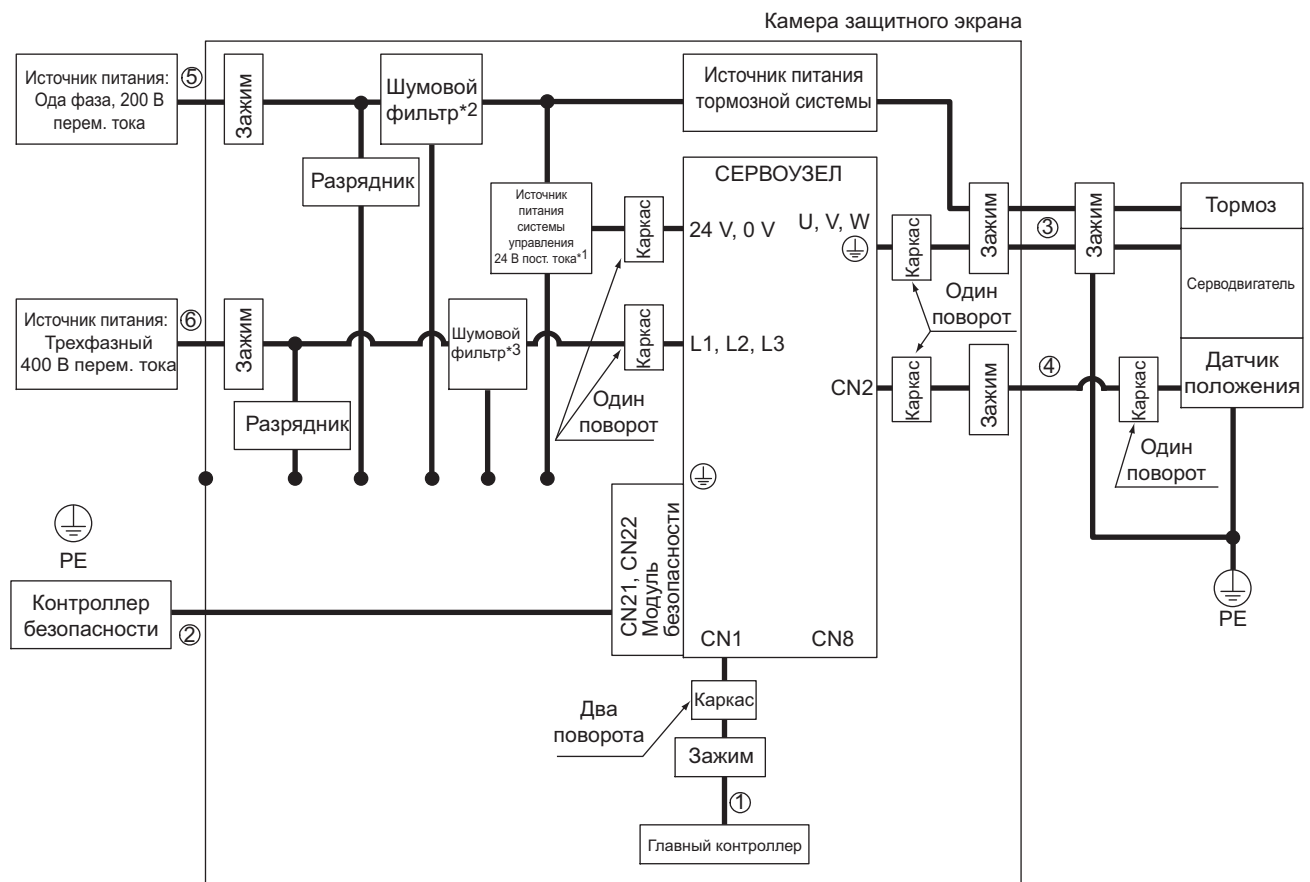 Камера защитного экрана
Источник питания:
Ода фаза, 200 В
перем. тока
⑤
Зажим
Шумовой
фильтр*2
Источник питания
тормозной системы
Разрядник
Источник
питания
системы
управления
24 В пост. тока*1
Каркас
СЕРВОУЗЕЛ
24 V, 0 V
U, V, W
Каркас
Зажим
③
Зажим
Тормоз
Серводвигатель
Один
поворот
Источник питания:
Трехфазный
400 В перем. тока
⑥
Зажим
Шумовой
фильтр*3
Каркас
L1, L2, L3
Разрядник
Один
поворот
CN2
Каркас
Зажим
④
Каркас
Датчик
положения
Один
поворот
PE
CN21, CN22
Модуль
безопасности
Контроллер
безопасности
②
PE
CN1
CN8
Каркас
Два
поворота
Зажим
①
Главный контроллер